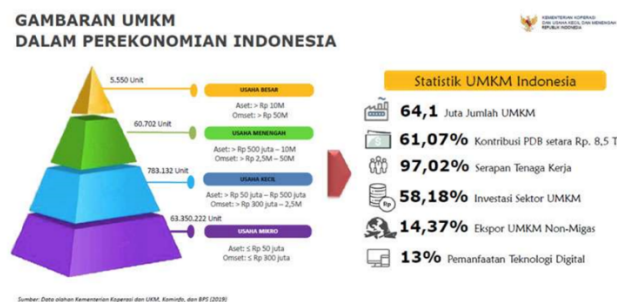 GAMBARAN UMKM
DALAM PEREKONOMIAN INDONESIA
KEMENTERIAN KOPERASI
DAN USAHA KECIL DAN MENENGAH
REPUBLIK INDONESIA
5.550 Unit
USAHA BESAR
Aset: > Rp 10M
Omset: > Rp 50M
60.702 Unit
USAHA MENENGAH
Aset: > Rp 500 juta – 10M
Omset: > Rp 2,5M – 50M
783.132 Unit
USAHA KECIL
Aset: > Rp 50 juta – Rp 500 juta
Omset: > Rp 300 juta – 2,5M
63.350.222 Unit
USAHA MIKRO
Aset: ≤ Rp 50 juta
Omset: ≤ Rp 300 juta
Statistik UMKM Indonesia
64,1 Juta Jumlah UMKM
61,07% Kontribusi PDB setara Rp. 8,5 T
97,02% Serapan Tenaga Kerja
58,18% Investasi Sektor UMKM
Rp
14,37% Ekspor UMKM Non-Migas
13% Pemanfaatan Teknologi Digital
Sumber: Data olahan Kementerian Koperasi dan UKM, Kominfo, dan BPS (2019)